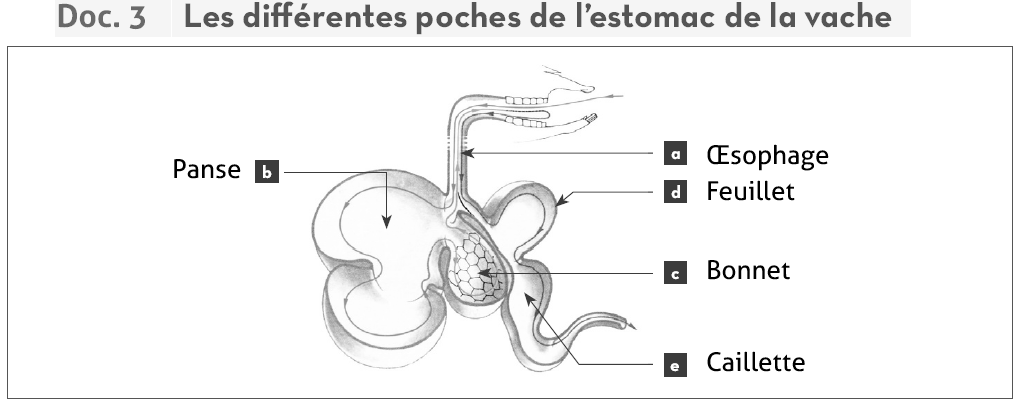 Doc. 3 Les différentes poches de l'estomac de la vache
a Œsophage
Panse b
d Feuillet
c Bonnet
e Caillette